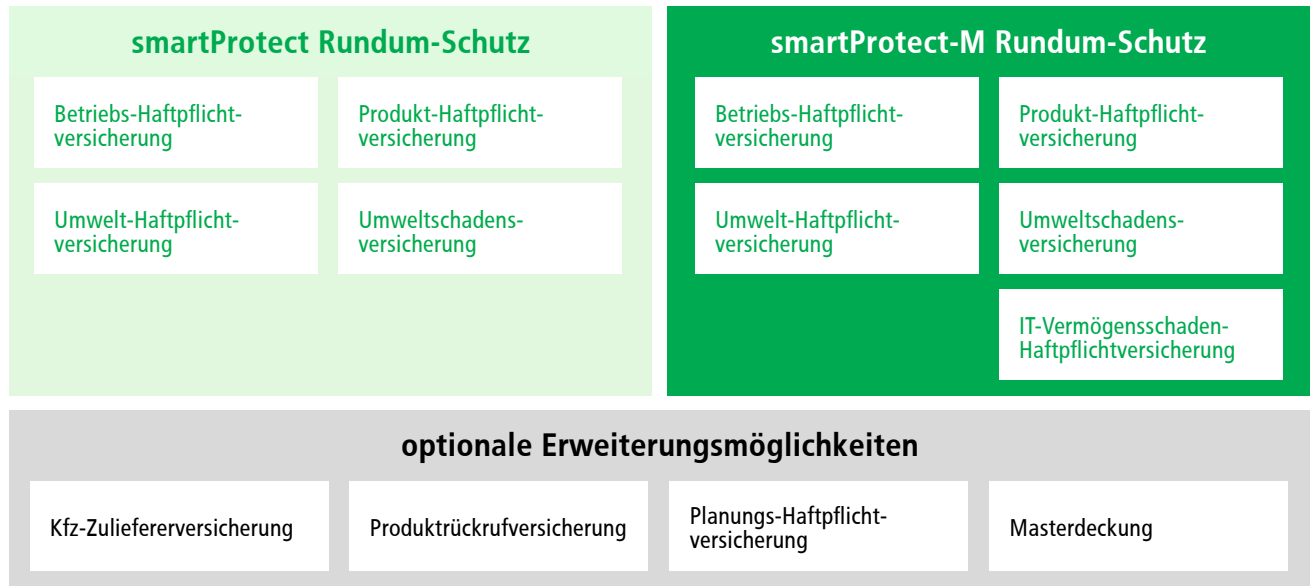 smartProtect Rundum-Schutz
Betriebs-Haftpflicht-
versicherung
Produkt-Haftpflicht-
versicherung
Umwelt-Haftpflicht-
versicherung
Umweltschadens-
versicherung
smartProtect-M Rundum-Schutz
Betriebs-Haftpflicht-
versicherung
Produkt-Haftpflicht-
versicherung
Umwelt-Haftpflicht-
versicherung
Umweltschadens-
versicherung
IT-Vermögensschaden-
Haftpflichtversicherung
optionale Erweiterungsmöglichkeiten
Kfz-Zuliefererversicherung
Produktrückrufversicherung
Planungs-Haftpflicht-
versicherung
Masterdeckung